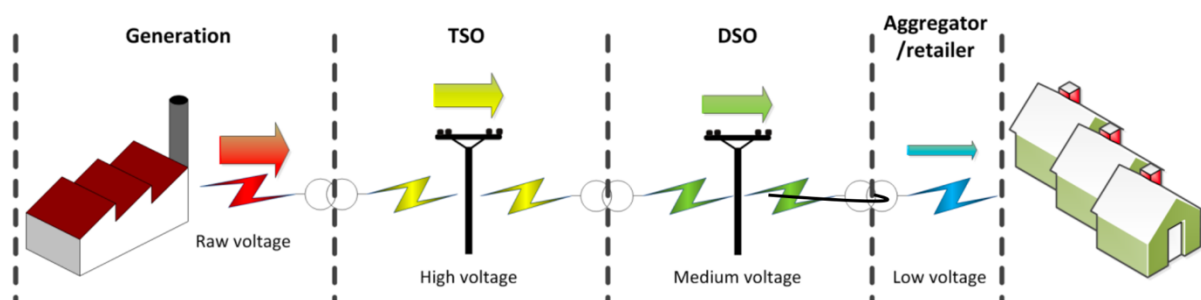 Generation
TSO
DSO
Aggregator
/retailer
Raw voltage
High voltage
Medium voltage
Low voltage